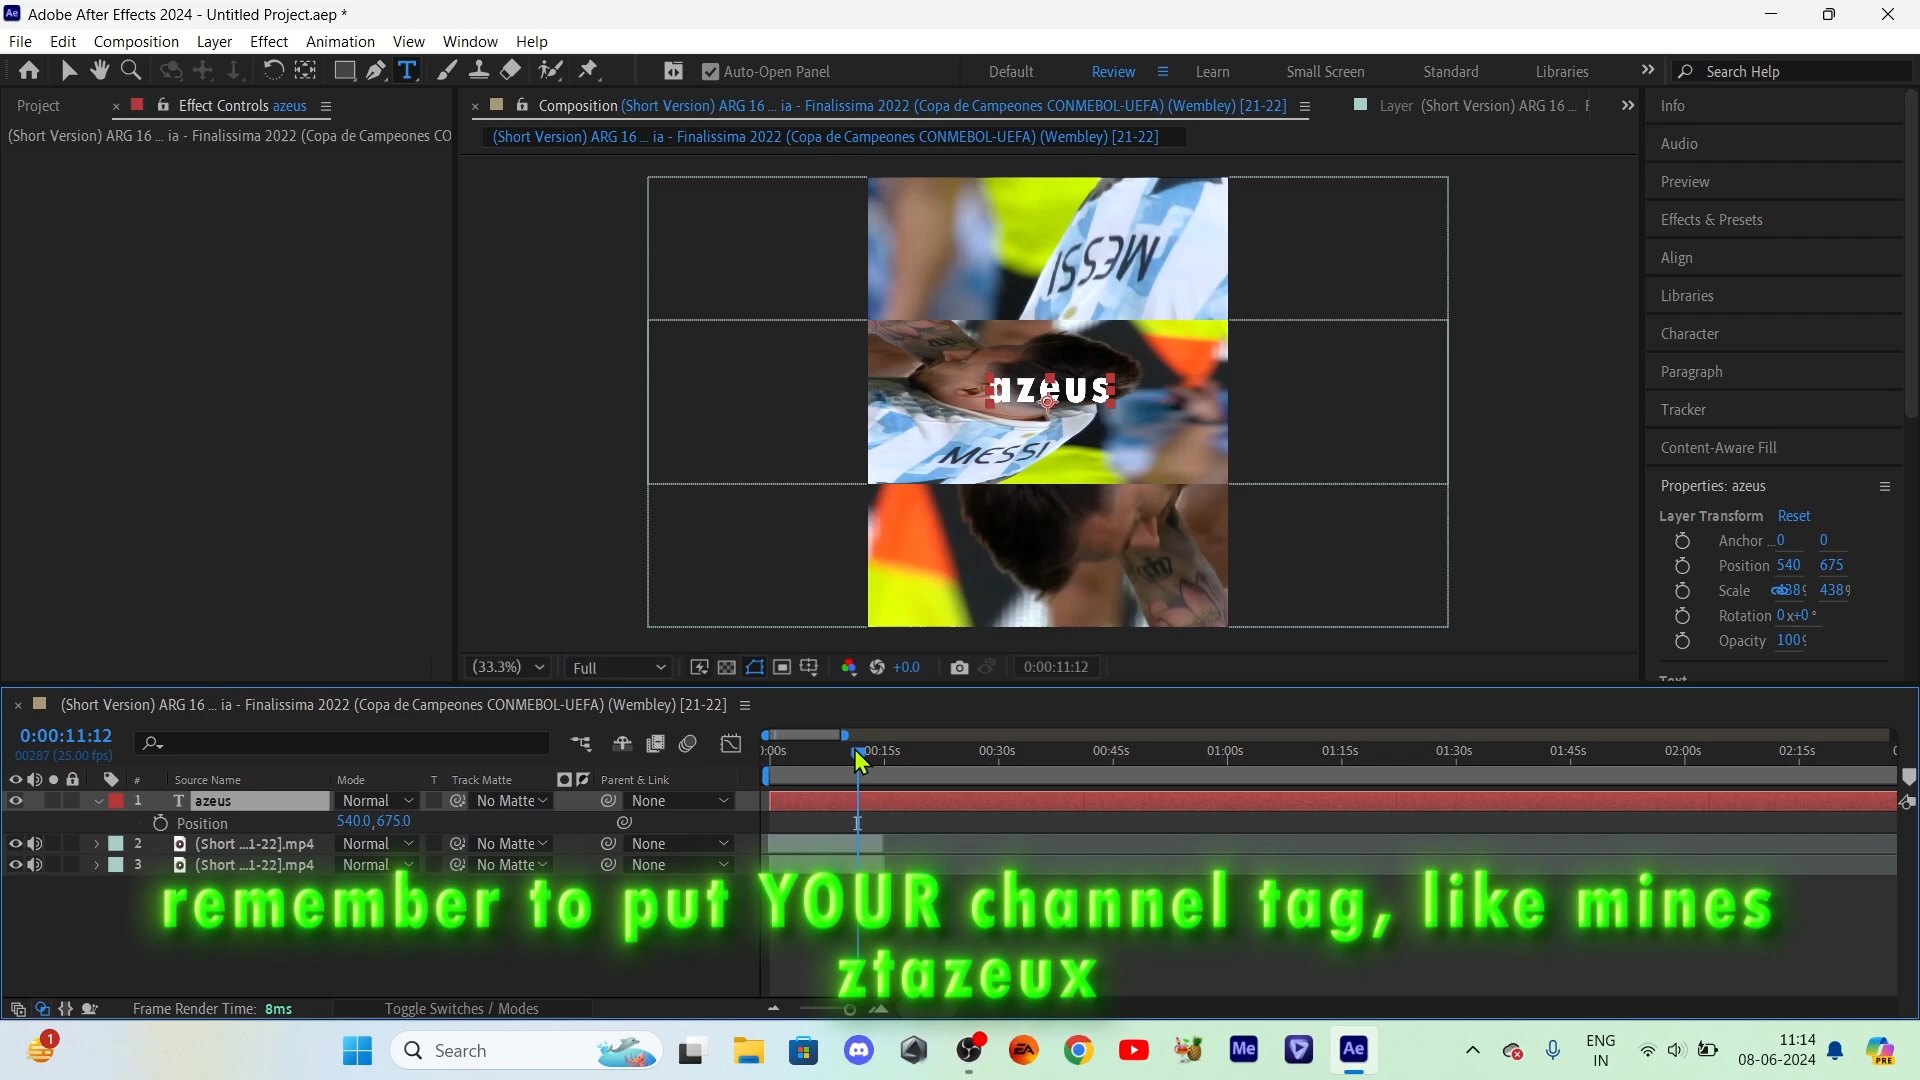 Ae Adobe After Effects 2024 - Untitled Project.aep *
File Edit Composition Layer Effect Animation View Window Help
Auto-Open Panel Default Review Learn Small Screen Standard Libraries Search Help
Project Effect Controls azeus
(Short Version) ARG 16 ... ia - Finalissima 2022 (Copa de Campeones CO
Composition (Short Version) ARG 16 ... ia - Finalissima 2022 (Copa de Campeones CONMEBOL-UEFA) (Wembley) [21-22]
Layer (Short Version) ARG 16 ... F
(Short Version) ARG 16 ... ia - Finalissima 2022 (Copa de Campeones CONMEBOL-UEFA) (Wembley) [21-22]
MESSI
azeus
MESSI
(33.3%) Full +0.0 0:00:11:12
Info
Audio
Preview
Effects & Presets
Align
Libraries
Character
Paragraph
Tracker
Content-Aware Fill
Properties: azeus
Layer Transform Reset
Anchor ... 0 0
Position 540 675
Scale 438
Rotation 0x+0°
Opacity 100
(Short Version) ARG 16 ... ia - Finalissima 2022 (Copa de Campeones CONMEBOL-UEFA) (Wembley) [21-22]
0:00:11:12
00287 (25.00 fps)
00:15s 00:30s 00:45s 01:00s 01:15s 01:30s 01:45s 02:00s 02:15s
# Source Name Mode T Track Matte Parent & Link
1 T azeus Normal No Matte None
Position 540.0,675.0
2 (Short ...1-22].mp4 Normal No Matte None
3 (Short ...1-22].mp4 Normal No Matte None
remember to put YOUR channel tag, like mines
ztazeux
Frame Render Time: 8ms Toggle Switches / Modes
1
Search
EA Me Ae
ENG
IN
11:14
08-06-2024
PRE